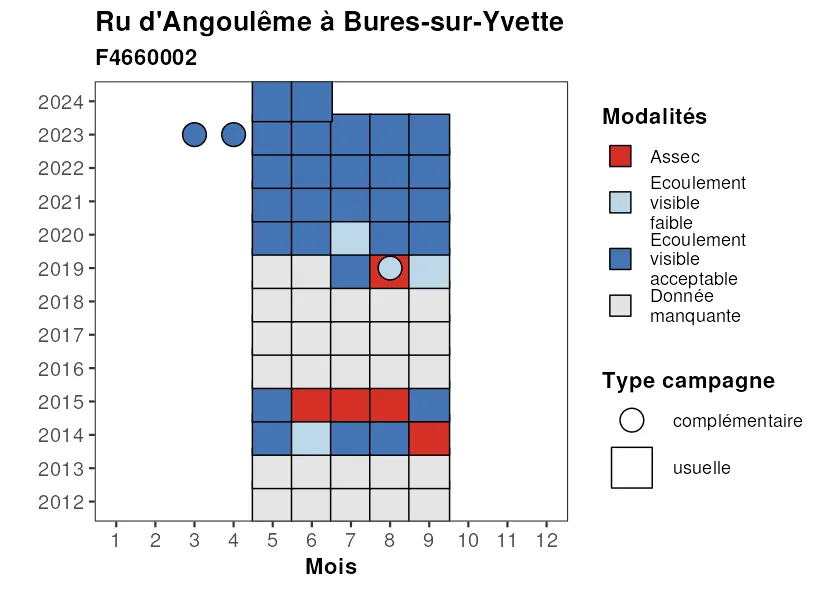 Ru d'Angoulême à Bures-sur-Yvette
F4660002
2024
2023
2022
2021
2020
2019
2018
2017
2016
2015
2014
2013
2012
1 2 3 4 5 6 7 8 9 10 11 12
Mois
Modalités
Assec
Ecoulement
visible
faible
Ecoulement
visible
acceptable
Donnée
manquante
Type campagne
complémentaire
usuelle